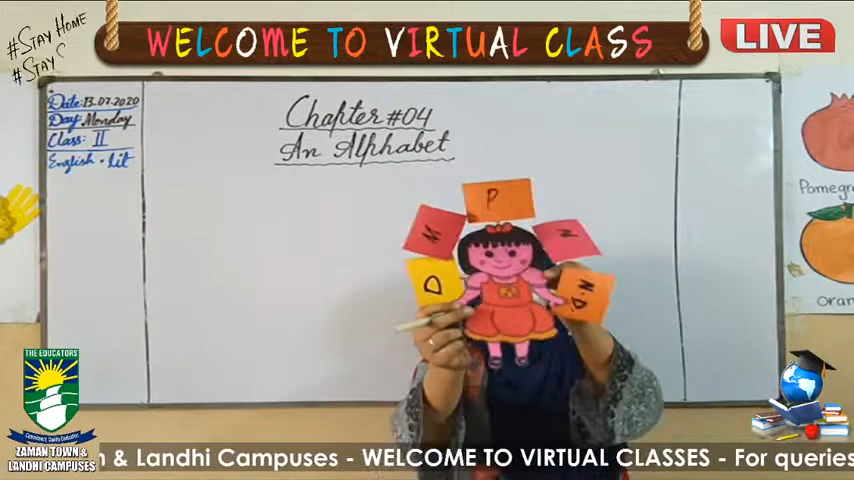 #STAY HOME
#STAY S
WELCOME TO VIRTUAL CLASS
LIVE
Date: 13.07.2020
Day: Monday
Class: II
English. Lit
Chapter #04
An Alphabet
P
M
N
D
N.D.
Pomegr
Oran
THE EDUCATORS
ZAMAN TOWN &
LANDHI CAMPUSES
n & Landhi Campuses - WELCOME TO VIRTUAL CLASSES - For queries